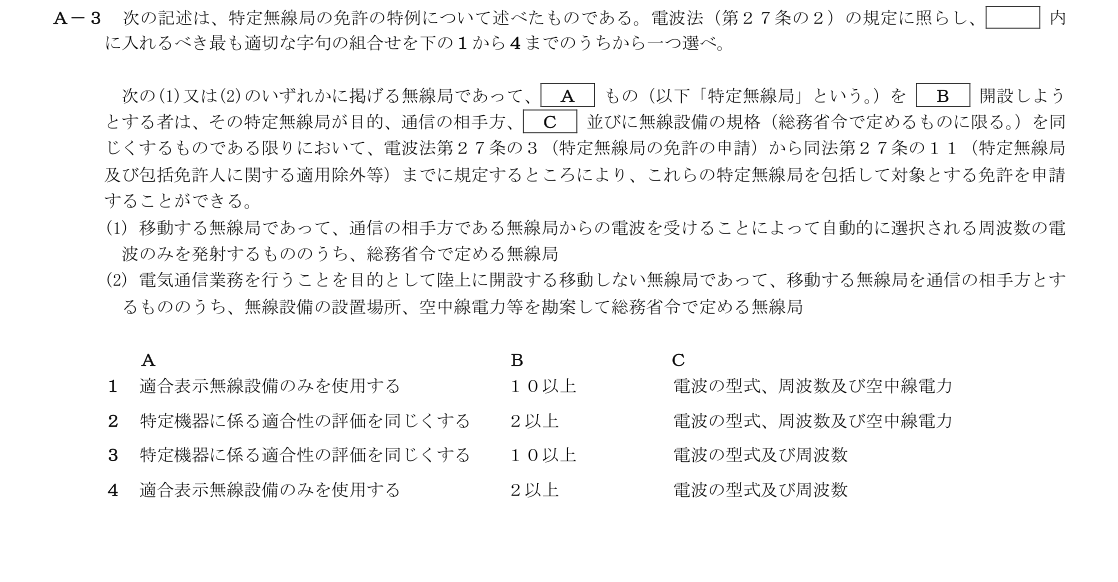 A－3　次の記述は、特定無線局の免許の特例について述べたものである。電波法（第２７条の２）の規定に照らし、　　　内
に入れるべき最も適切な字句の組合せを下の1から4までのうちから一つ選べ。
次の(1)又は(2)のいずれかに掲げる無線局であって、 A もの（以下「特定無線局」という。）を B 開設しよう
とする者は、その特定無線局が目的、通信の相手方、 C 並びに無線設備の規格（総務省令で定めるものに限る。）を同
じくするものである限りにおいて、電波法第２７条の３（特定無線局の免許の申請）から同法第２７条の１１（特定無線局
及び包括免許人に関する適用除外等）までに規定するところにより、これらの特定無線局を包括して対象とする免許を申請
することができる。
(1) 移動する無線局であって、通信の相手方である無線局からの電波を受けることによって自動的に選択される周波数の電
波のみを発射するもののうち、総務省令で定める無線局
(2) 電気通信業務を行うことを目的として陸上に開設する移動しない無線局であって、移動する無線局を通信の相手方とす
るもののうち、無線設備の設置場所、空中線電力等を勘案して総務省令で定める無線局
A　B　C
1　適合表示無線設備のみを使用する　１０以上　電波の型式、周波数及び空中線電力
2　特定機器に係る適合性の評価を同じくする　２以上　電波の型式、周波数及び空中線電力
3　特定機器に係る適合性の評価を同じくする　１０以上　電波の型式及び周波数
4　適合表示無線設備のみを使用する　２以上　電波の型式及び周波数